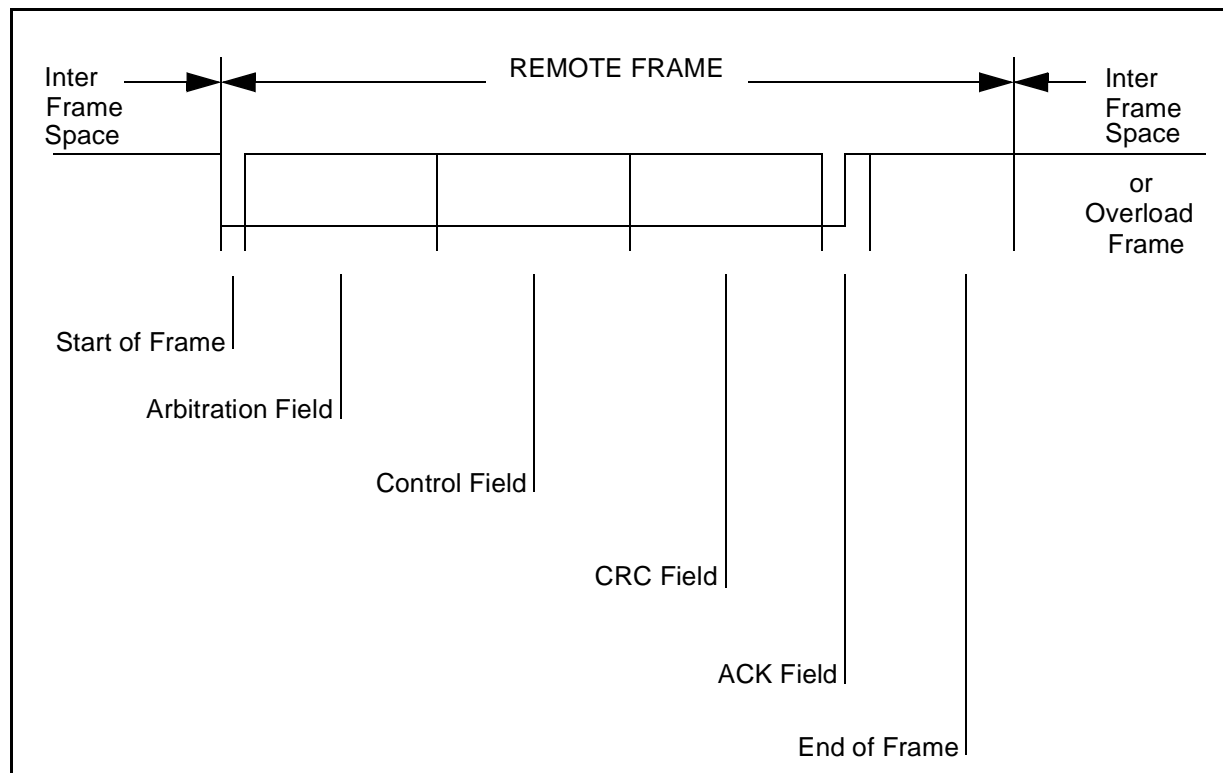 REMOTE FRAME
Inter
Frame
Space
Inter
Frame
Space
or
Overload
Frame
Start of Frame
Arbitration Field
Control Field
CRC Field
ACK Field
End of Frame